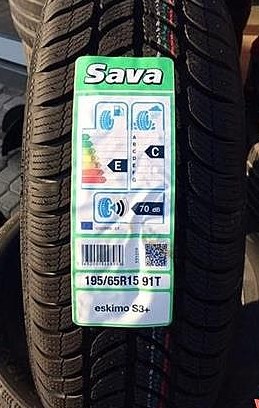 Sava
A
B
C
D
E
F
G
E
C
70 dB
195/65R15 91T
eskimo S3+